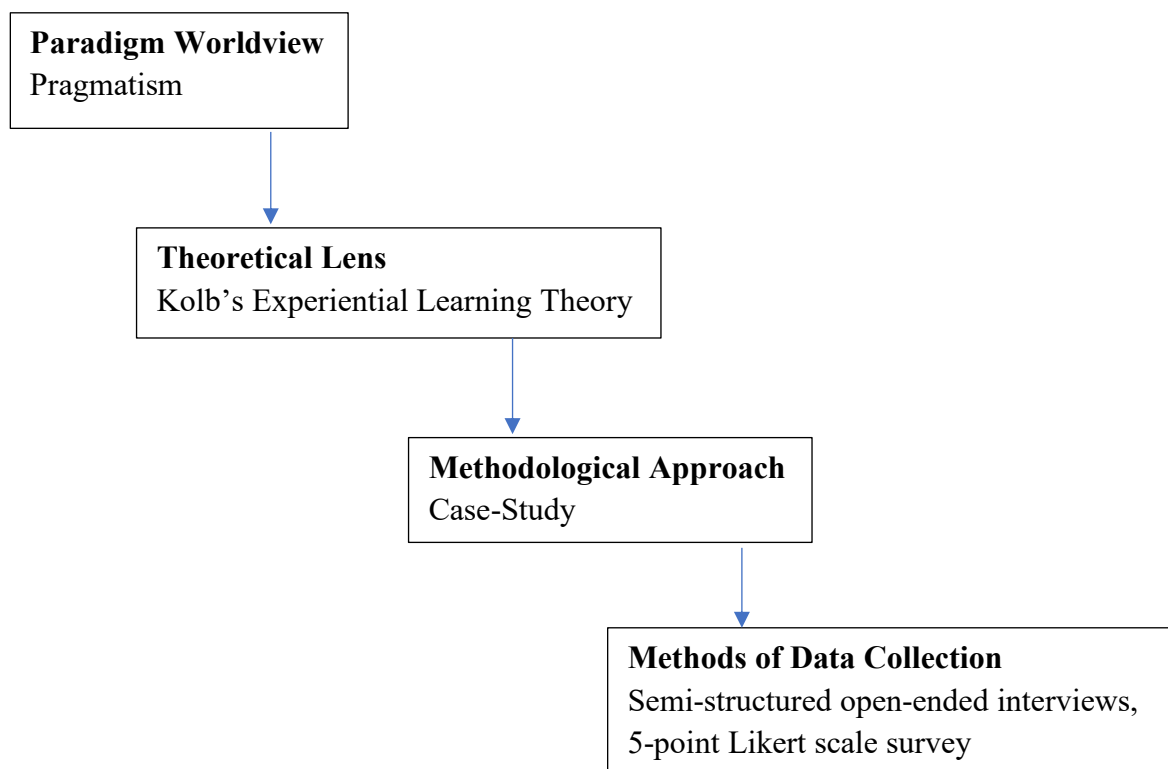 Paradigm Worldview
Pragmatism
Theoretical Lens
Kolb’s Experiential Learning Theory
Methodological Approach
Case-Study
Methods of Data Collection
Semi-structured open-ended interviews,
5-point Likert scale survey